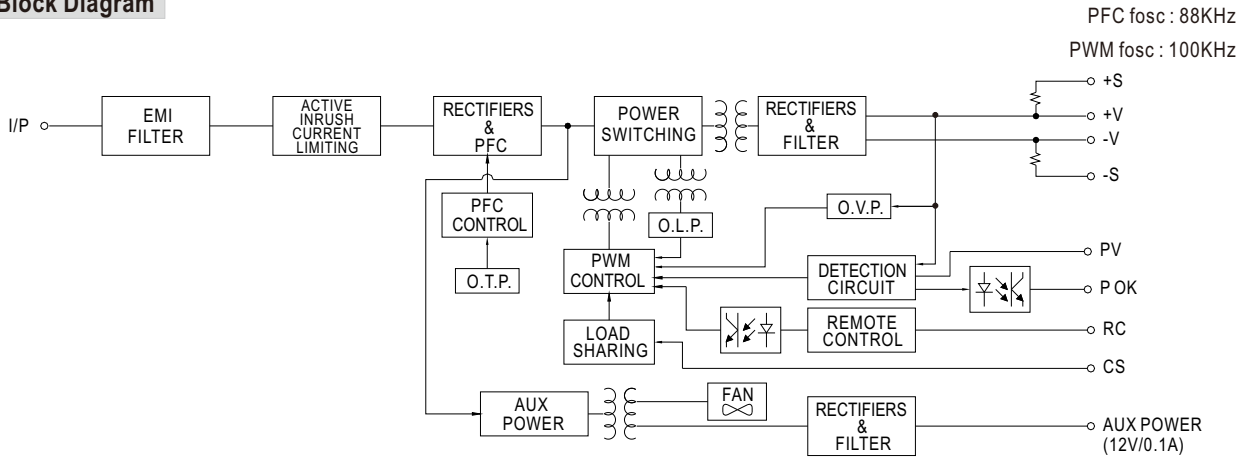 Block Diagram
PFC fosc : 88KHz
PWM fosc : 100KHz
I/P
EMI
FILTER
ACTIVE
INRUSH
CURRENT
LIMITING
RECTIFIERS
&
PFC
POWER
SWITCHING
RECTIFIERS
&
FILTER
+S
+V
-V
-S
PFC
CONTROL
O.T.P.
O.L.P.
O.V.P.
PWM
CONTROL
DETECTION
CIRCUIT
PV
P OK
LOAD
SHARING
REMOTE
CONTROL
RC
CS
AUX
POWER
FAN
RECTIFIERS
&
FILTER
AUX POWER
(12V/0.1A)